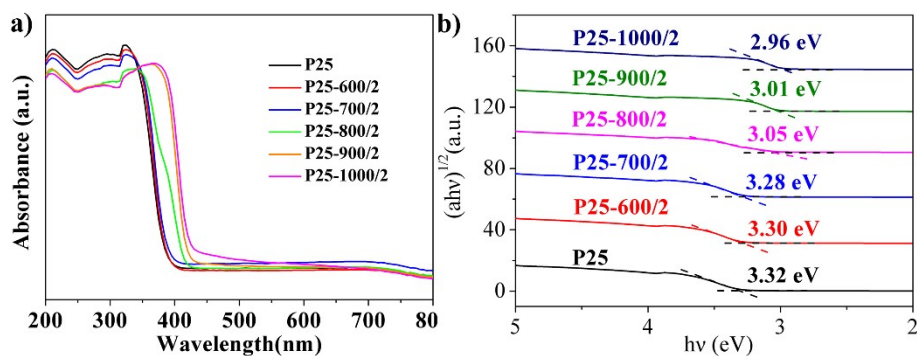 a)
Absorbance (a.u.)
P25
P25-600/2
P25-700/2
P25-800/2
P25-900/2
P25-1000/2
200 300 400 500 600 700 80
Wavelength(nm)
b)
(ahν)1/2(a.u.)
160
120
80
40
0
P25-1000/2 2.96 eV
P25-900/2 3.01 eV
P25-800/2 3.05 eV
P25-700/2 3.28 eV
P25-600/2 3.30 eV
P25 3.32 eV
5 4 3 2
hν (eV)